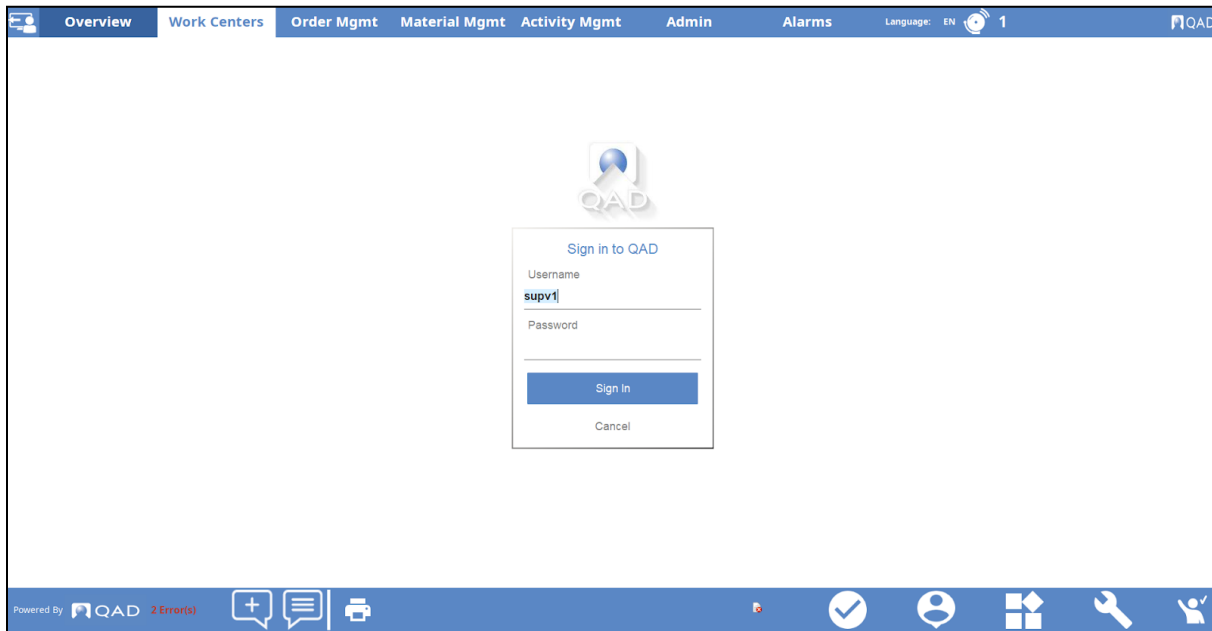 Overview Work Centers Order Mgmt Material Mgmt Activity Mgmt Admin Alarms Language: EN 1 QAD
QAD
Sign in to QAD
Username
supv1
Password
Sign In
Cancel
Powered By QAD 2 Error(s)